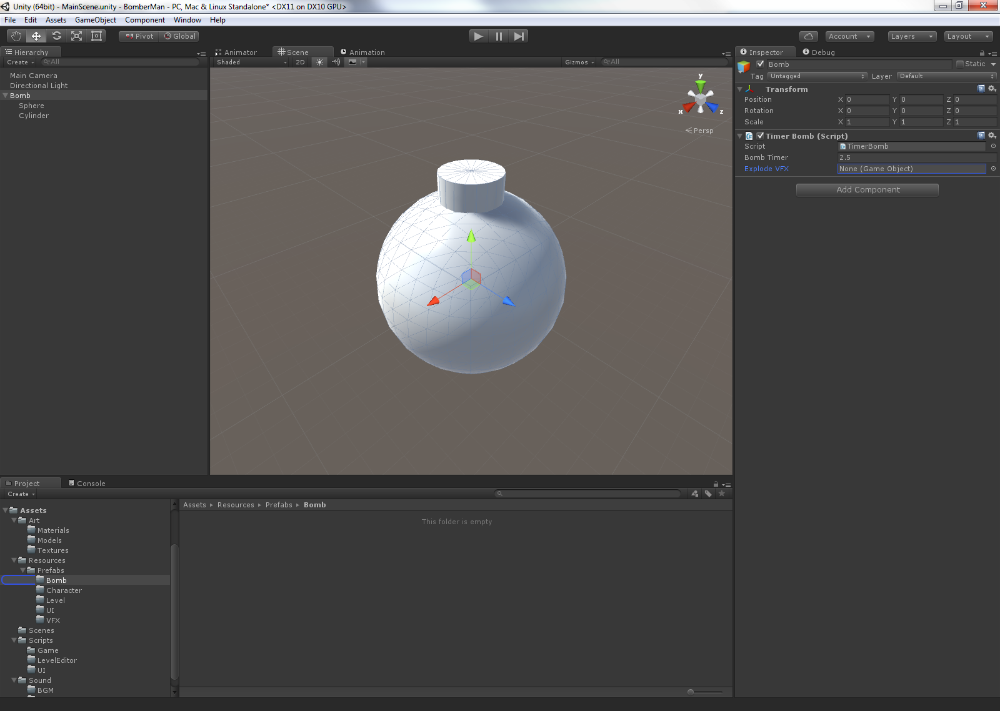 Unity (64bit) - MainScene.unity - BomberMan - PC, Mac & Linux Standalone* <DX11 on DX10 GPU>
File Edit Assets GameObject Component Window Help
Pivot Global Account Layers Layout
Hierarchy
Create All
Main Camera
Directional Light
Bomb
Sphere
Cylinder
Animator Scene Animation
Shaded 2D Gizmos All
y
x z
Persp
Inspector Debug
Bomb Static
Tag Untagged Layer Default
Transform
Position X 0 Y 0 Z 0
Rotation X 0 Y 0 Z 0
Scale X 1 Y 1 Z 1
C# Timer Bomb (Script)
Script TimerBomb
Bomb Timer 2.5
Explode VFX None (Game Object)
Add Component
Project Console
Create
Assets
Art
Materials
Models
Textures
Resources
Prefabs
Bomb
Character
Level
UI
VFX
Scenes
Scripts
Game
LevelEditor
UI
Sound
BGM
Assets Resources Prefabs Bomb
This folder is empty